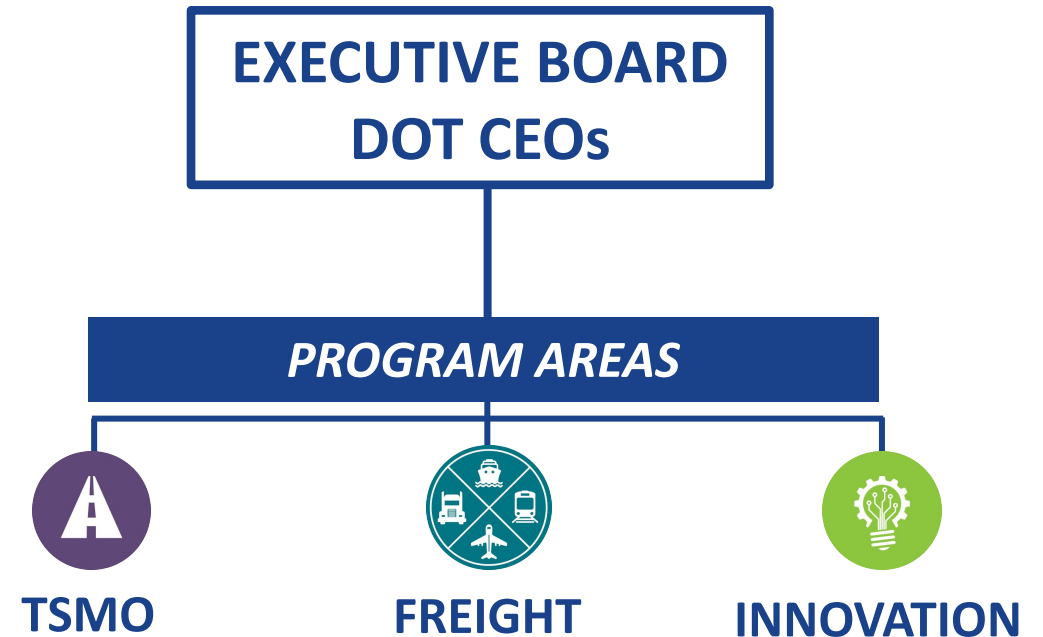 EXECUTIVE BOARD
DOT CEOs
PROGRAM AREAS
TSMO
FREIGHT
INNOVATION